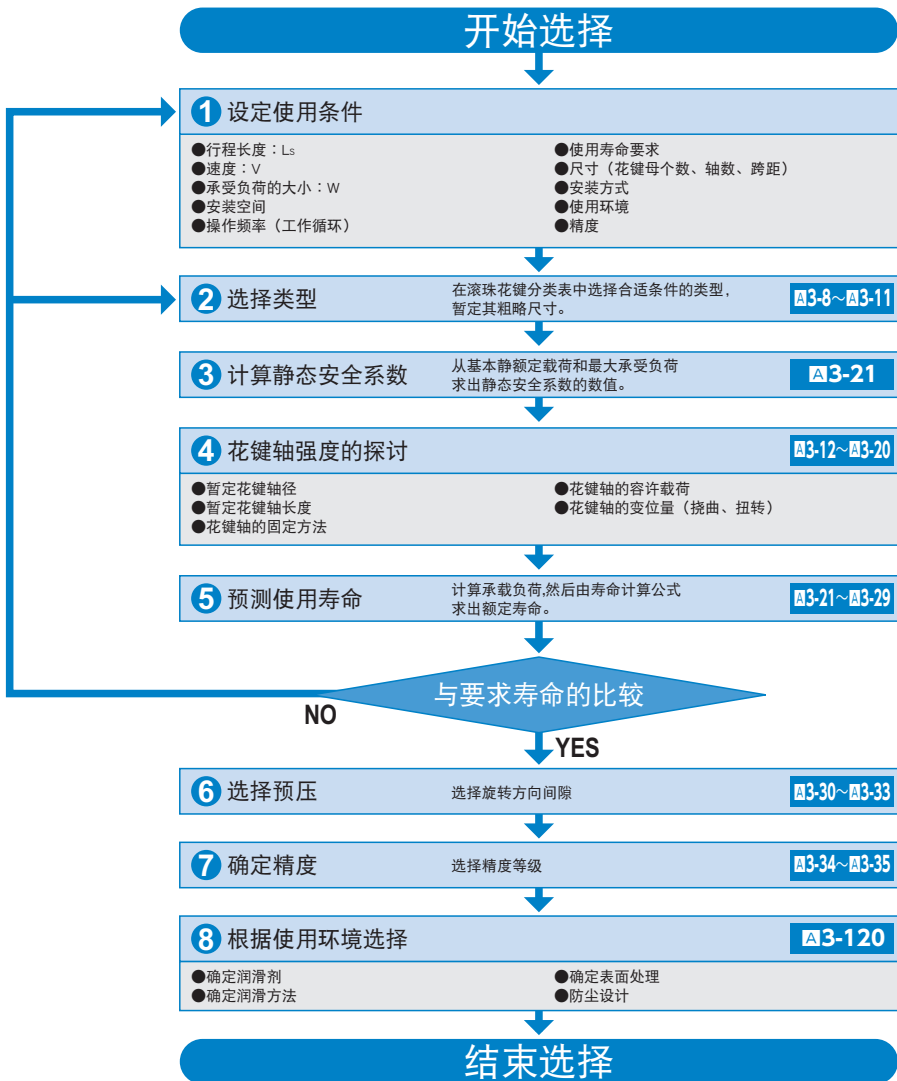 开始选择
1 设定使用条件
●行程长度：Ls
●速度：V
●承受负荷的大小：W
●安装空间
●操作频率（工作循环）
●使用寿命要求
●尺寸（花键母个数、轴数、跨距）
●安装方式
●使用环境
●精度
2 选择类型
在滚珠花键分类表中选择合适条件的类型，
暂定其粗略尺寸。
A3-8～A3-11
3 计算静态安全系数
从基本静额定载荷和最大承受负荷
求出静态安全系数的数值。
A3-21
4 花键轴强度的探讨
A3-12～A3-20
●暂定花键轴径
●暂定花键轴长度
●花键轴的固定方法
●花键轴的容许载荷
●花键轴的变位量（挠曲、扭转）
5 预测使用寿命
计算承载负荷,然后由寿命计算公式
求出额定寿命。
A3-21～A3-29
与要求寿命的比较
NO
YES
6 选择预压
选择旋转方向间隙
A3-30～A3-33
7 确定精度
选择精度等级
A3-34～A3-35
8 根据使用环境选择
A3-120
●确定润滑剂
●确定润滑方法
●确定表面处理
●防尘设计
结束选择